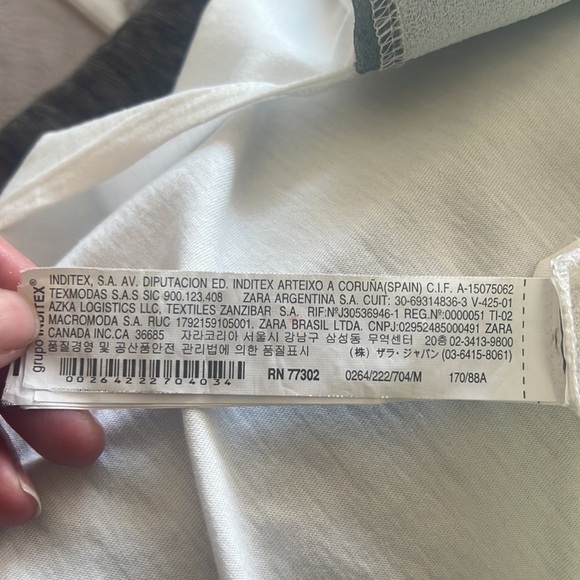 grupo INDITEX®
INDITEX, S.A. AV. DIPUTACION ED. INDITEX ARTEIXO A CORUÑA(SPAIN) C.I.F. A-15075062
TEXMODAS S.A.S SIC 900.123.408 ZARA ARGENTINA S.A. CUIT: 30-69314836-3 V-425-01
AZKA LOGISTICS LLC, TEXTILES ZANZIBAR S.A. RIF:NºJ30536946-1 REG.Nº:0000051 TI-02
MACROMODA S.A. RUC 1792159105001. ZARA BRASIL LTDA. CNPJ:02952485000491 ZARA
CANADA INC.CA 36685 자라코리아 서울시 강남구 삼성동 무역센터 20층 02-3413-9800
품질경영 및 공산품안전 관리법에 의한 품질표시 (株) ザラ・ジャパン (03-6415-8061)
00264222704034 RN 77302 0264/222/704/M 170/88A